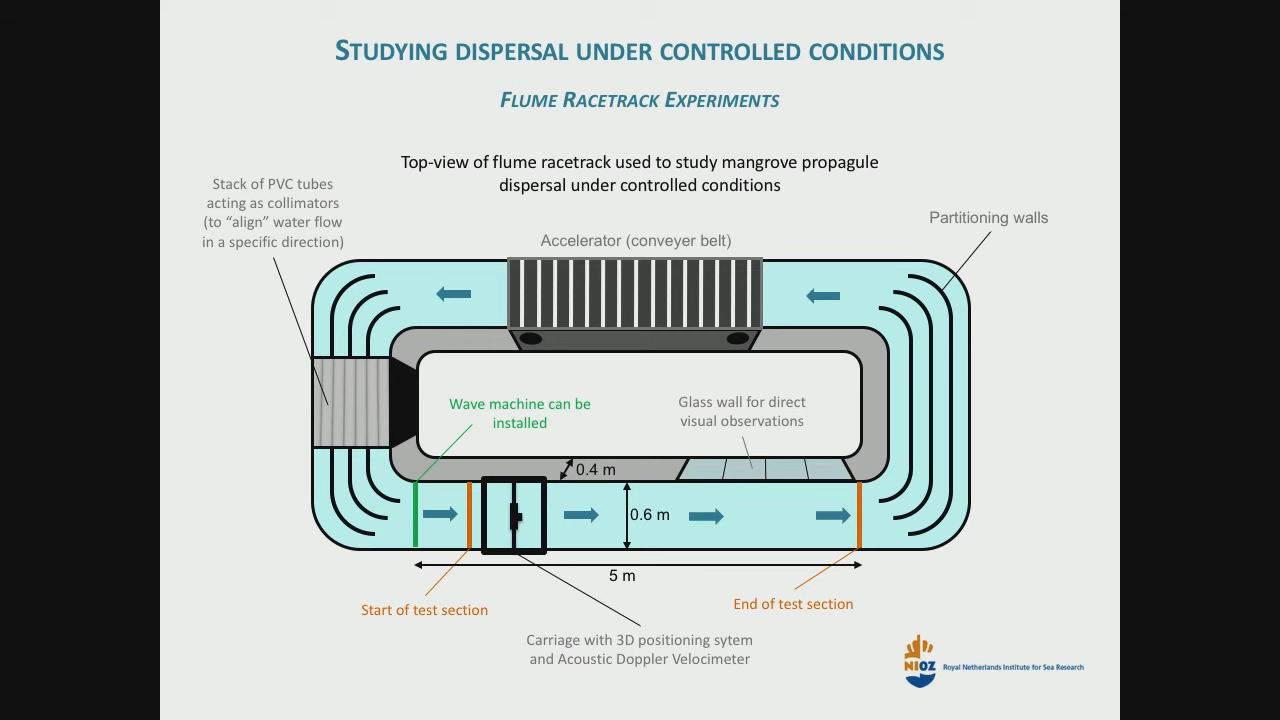 STUDYING DISPERSAL UNDER CONTROLLED CONDITIONS
FLUME RACETRACK EXPERIMENTS
Top-view of flume racetrack used to study mangrove propagule
dispersal under controlled conditions
Stack of PVC tubes
acting as collimators
(to “align” water flow
in a specific direction)
Accelerator (conveyer belt)
Partitioning walls
Wave machine can be
installed
Glass wall for direct
visual observations
0.4 m
0.6 m
5 m
Start of test section
End of test section
Carriage with 3D positioning sytem
and Acoustic Doppler Velocimeter
NIOZ
Royal Netherlands Institute for Sea Research